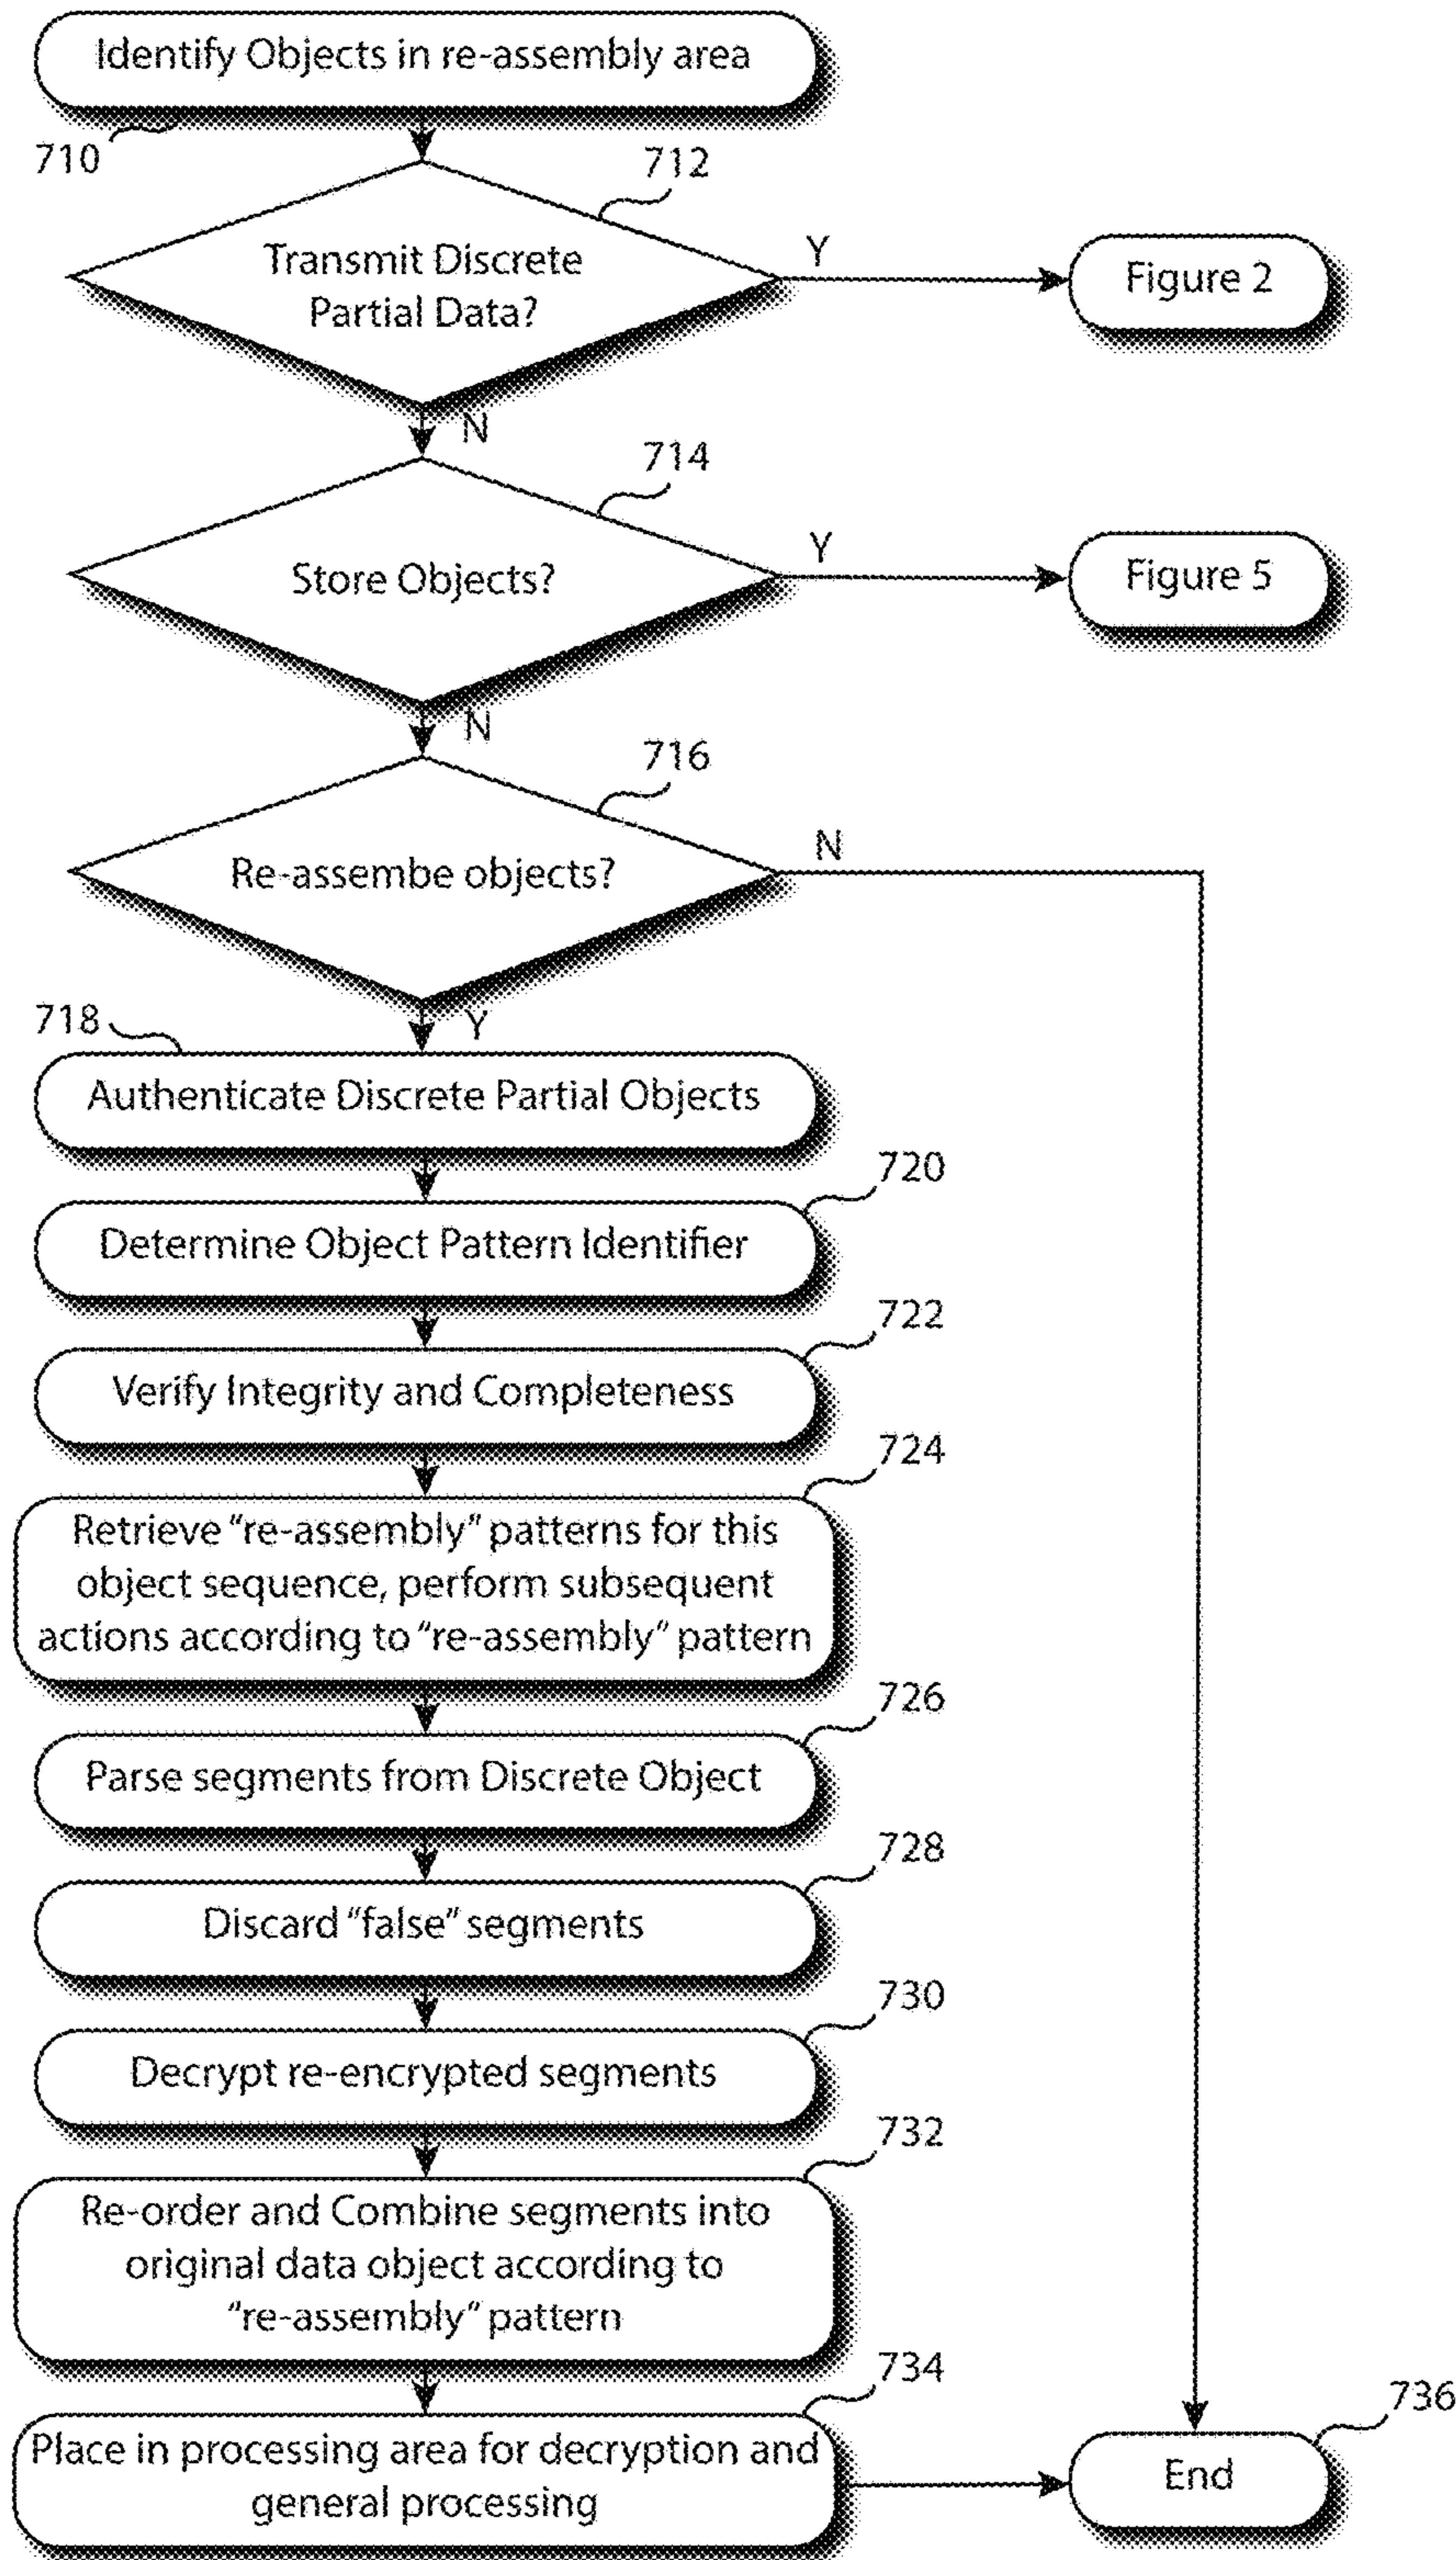 Identify Objects in re-assembly area
710
712
Transmit Discrete
Partial Data?
Y
Figure 2
N
714
Store Objects?
Y
Figure 5
N
716
Re-assembe objects?
N
Y
718
Authenticate Discrete Partial Objects
720
Determine Object Pattern Identifier
722
Verify Integrity and Completeness
724
Retrieve “re-assembly” patterns for this
object sequence, perform subsequent
actions according to “re-assembly” pattern
726
Parse segments from Discrete Object
728
Discard “false” segments
730
Decrypt re-encrypted segments
732
Re-order and Combine segments into
original data object according to
“re-assembly” pattern
734
Place in processing area for decryption and
general processing
736
End